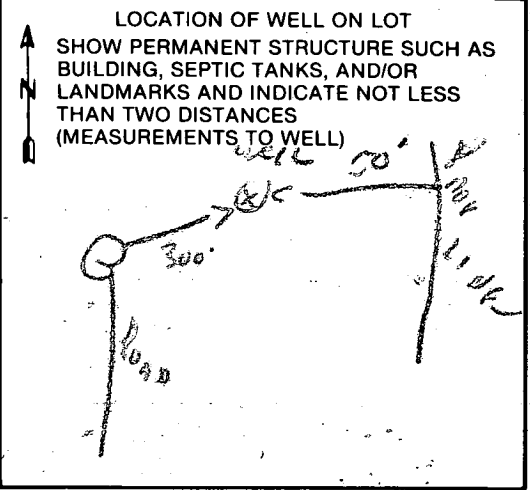 LOCATION OF WELL ON LOT
SHOW PERMANENT STRUCTURE SUCH AS
BUILDING, SEPTIC TANKS, AND/OR
LANDMARKS AND INDICATE NOT LESS
THAN TWO DISTANCES
(MEASUREMENTS TO WELL)
N
Well
50'
300'
Road